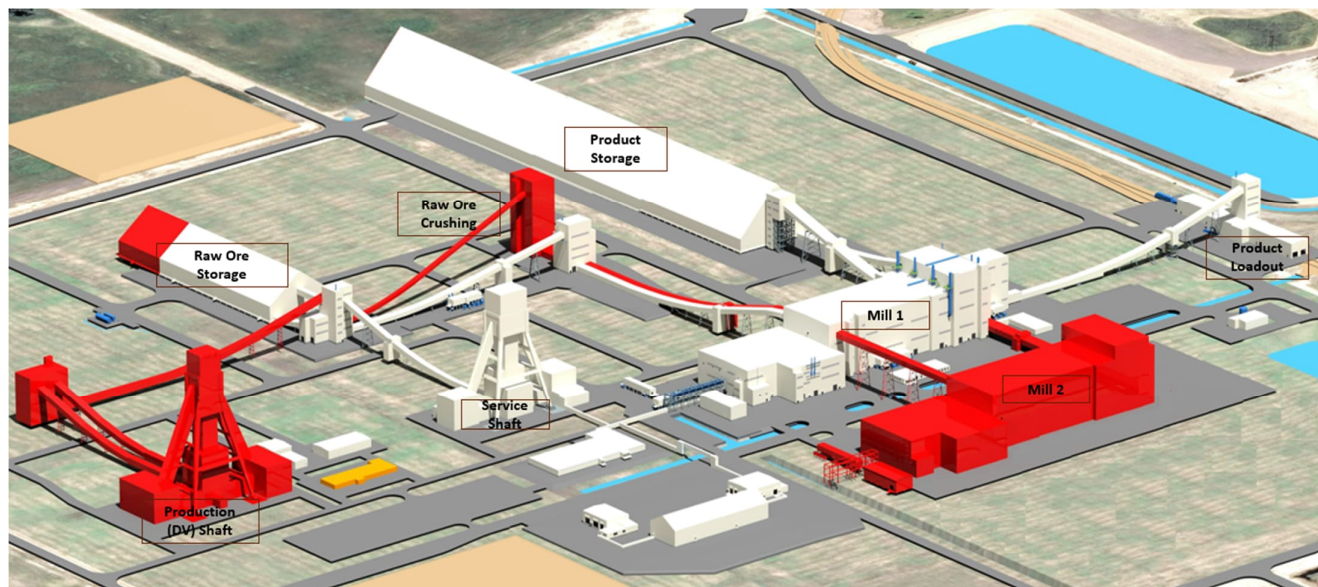 Product
Storage
Raw Ore
Crushing
Raw Ore
Storage
Product
Loadout
Mill 1
Mill 2
Service
Shaft
Production
(DV) Shaft